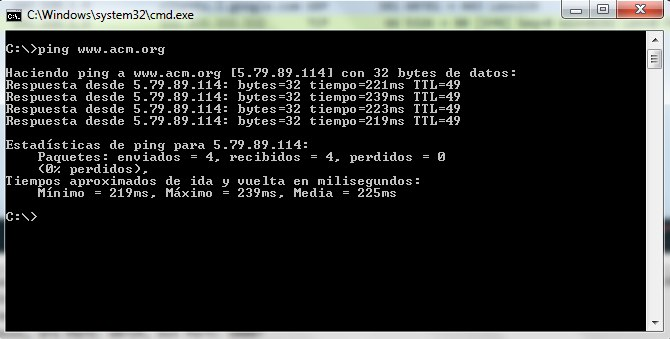 C:\Windows\system32\cmd.exe
C:\>ping www.acm.org
Haciendo ping a www.acm.org [5.79.89.114] con 32 bytes de datos:
Respuesta desde 5.79.89.114: bytes=32 tiempo=221ms TTL=49
Respuesta desde 5.79.89.114: bytes=32 tiempo=239ms TTL=49
Respuesta desde 5.79.89.114: bytes=32 tiempo=223ms TTL=49
Respuesta desde 5.79.89.114: bytes=32 tiempo=219ms TTL=49
Estadísticas de ping para 5.79.89.114:
Paquetes: enviados = 4, recibidos = 4, perdidos = 0
(0% perdidos),
Tiempos aproximados de ida y vuelta en milisegundos:
Mínimo = 219ms, Máximo = 239ms, Media = 225ms
C:\>